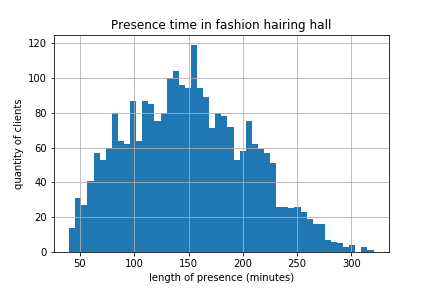 Presence time in fashion hairing hall
120
100
80
60
40
20
0
quantity of clients
50 100 150 200 250 300
length of presence (minutes)